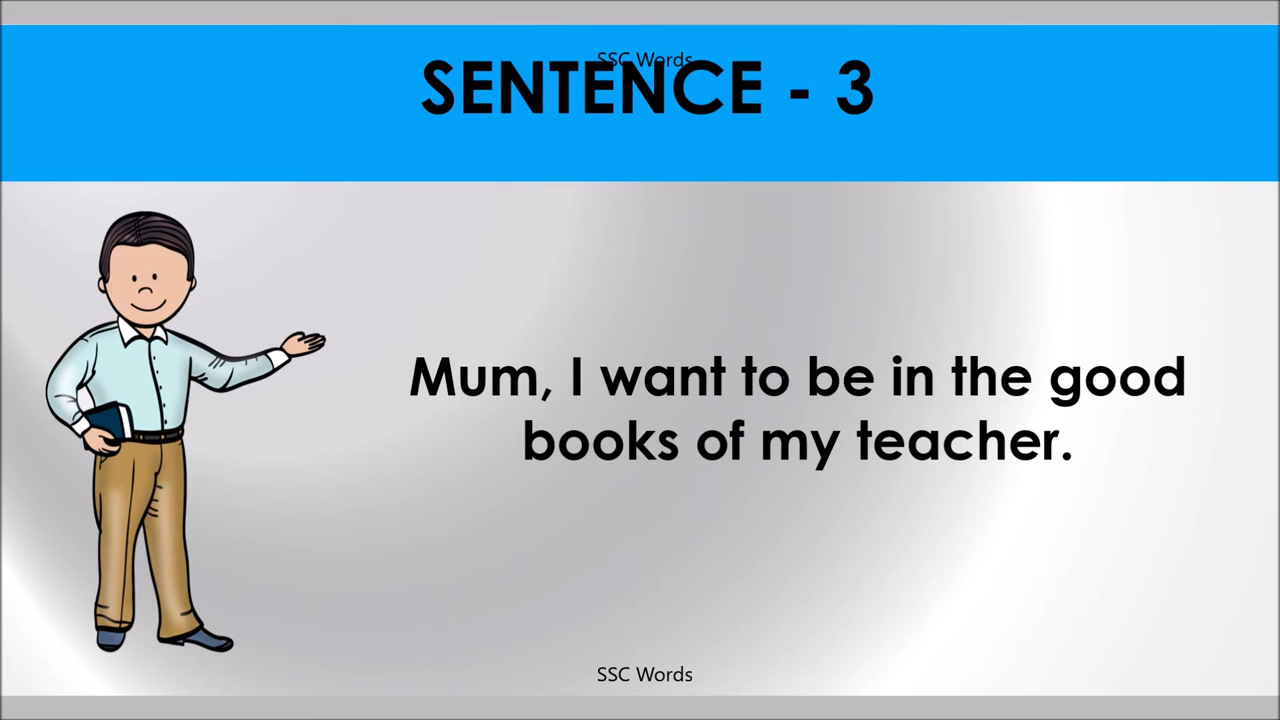 SSC Words
SENTENCE - 3
Mum, I want to be in the good
books of my teacher.
SSC Words